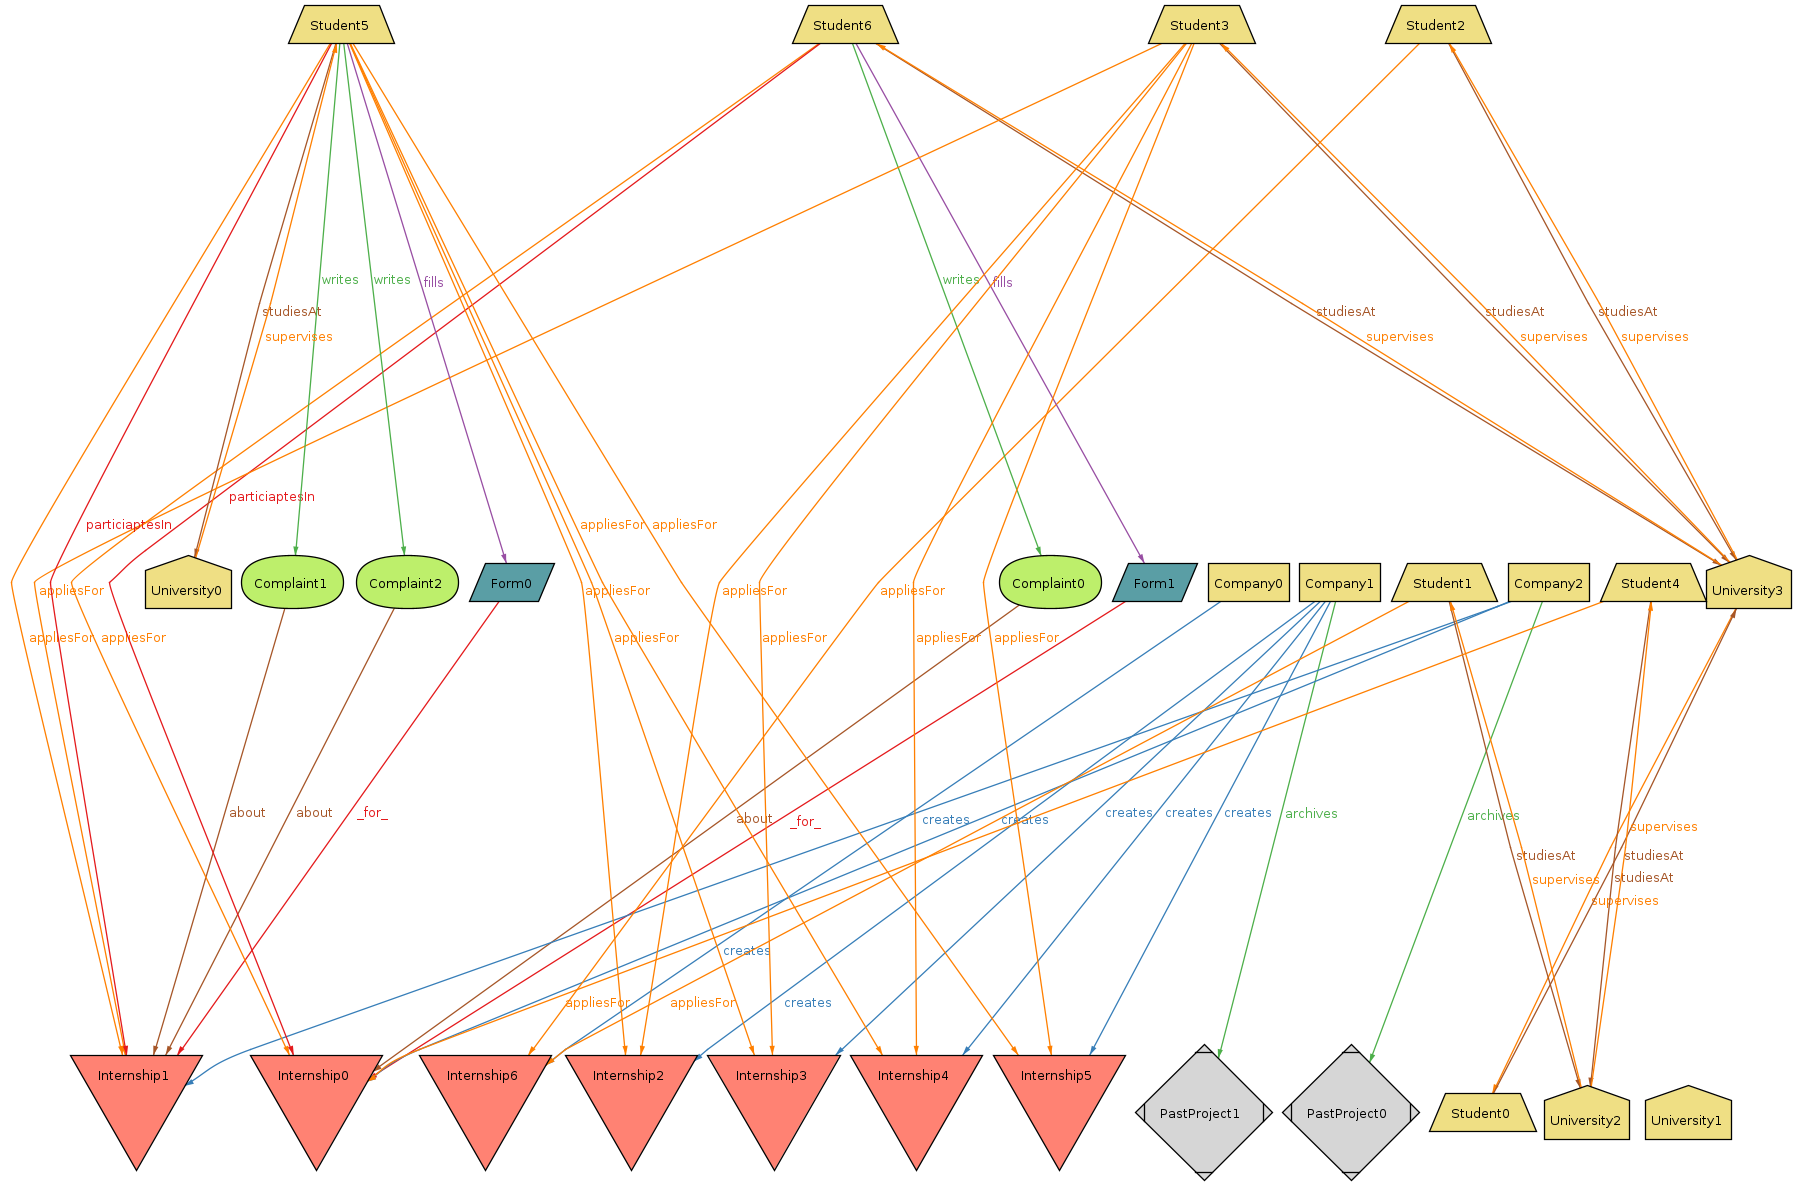 Student5
Student6
Student3
Student2
writes
writes
fills
writes
fills
studiesAt
studiesAt
studiesAt
studiesAt
supervises
supervises
supervises
supervises
particiaptesIn
particiaptesIn
appliesFor
appliesFor
University0
Complaint1
Complaint2
Form0
Complaint0
Form1
Company0
Company1
Student1
Company2
Student4
University3
appliesFor
appliesFor
appliesFor
appliesFor
appliesFor
appliesFor
appliesFor
appliesFor
appliesFor
appliesFor
about
about
_for_
about
_for_
creates
creates
creates
creates
creates
archives
archives
supervises
studiesAt
studiesAt
supervises
studiesAt
supervises
creates
appliesFor
appliesFor
creates
Internship1
Internship0
Internship6
Internship2
Internship3
Internship4
Internship5
PastProject1
PastProject0
Student0
University2
University1